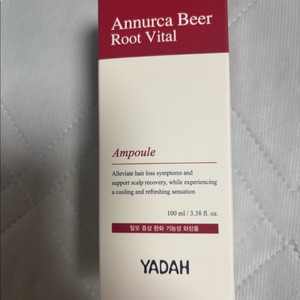 Annurca Beer
Root Vital
Ampoule
Alleviate hair loss symptoms and
support scalp recovery, while experiencing
a cooling and refreshing sensation
100 ml / 3.38 fl. oz.
탈모 증상 완화 기능성 화장품
YADAH